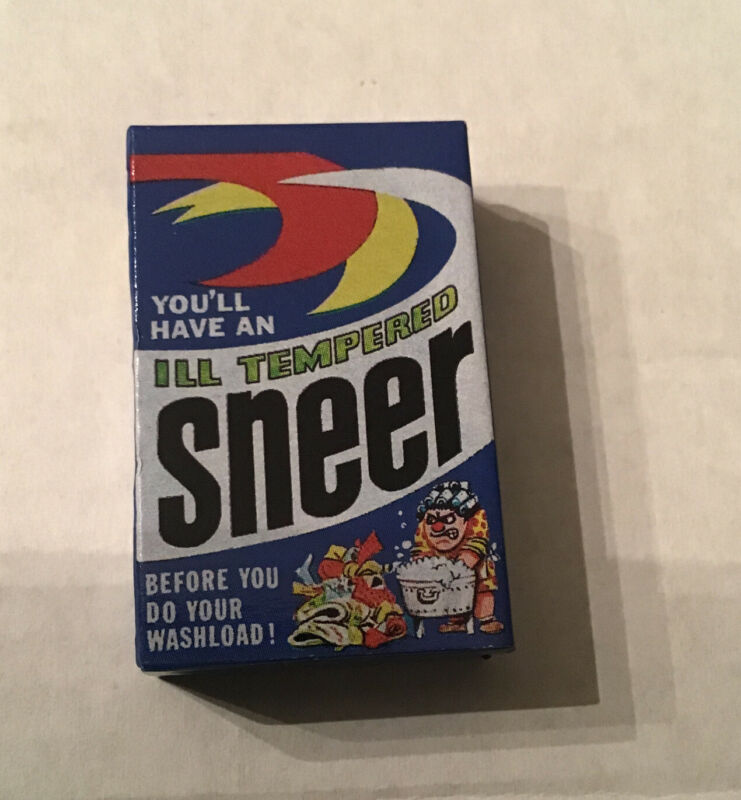 YOU'LL
HAVE AN
ILL TEMPERED
sneer
BEFORE YOU
DO YOUR
WASHLOAD!